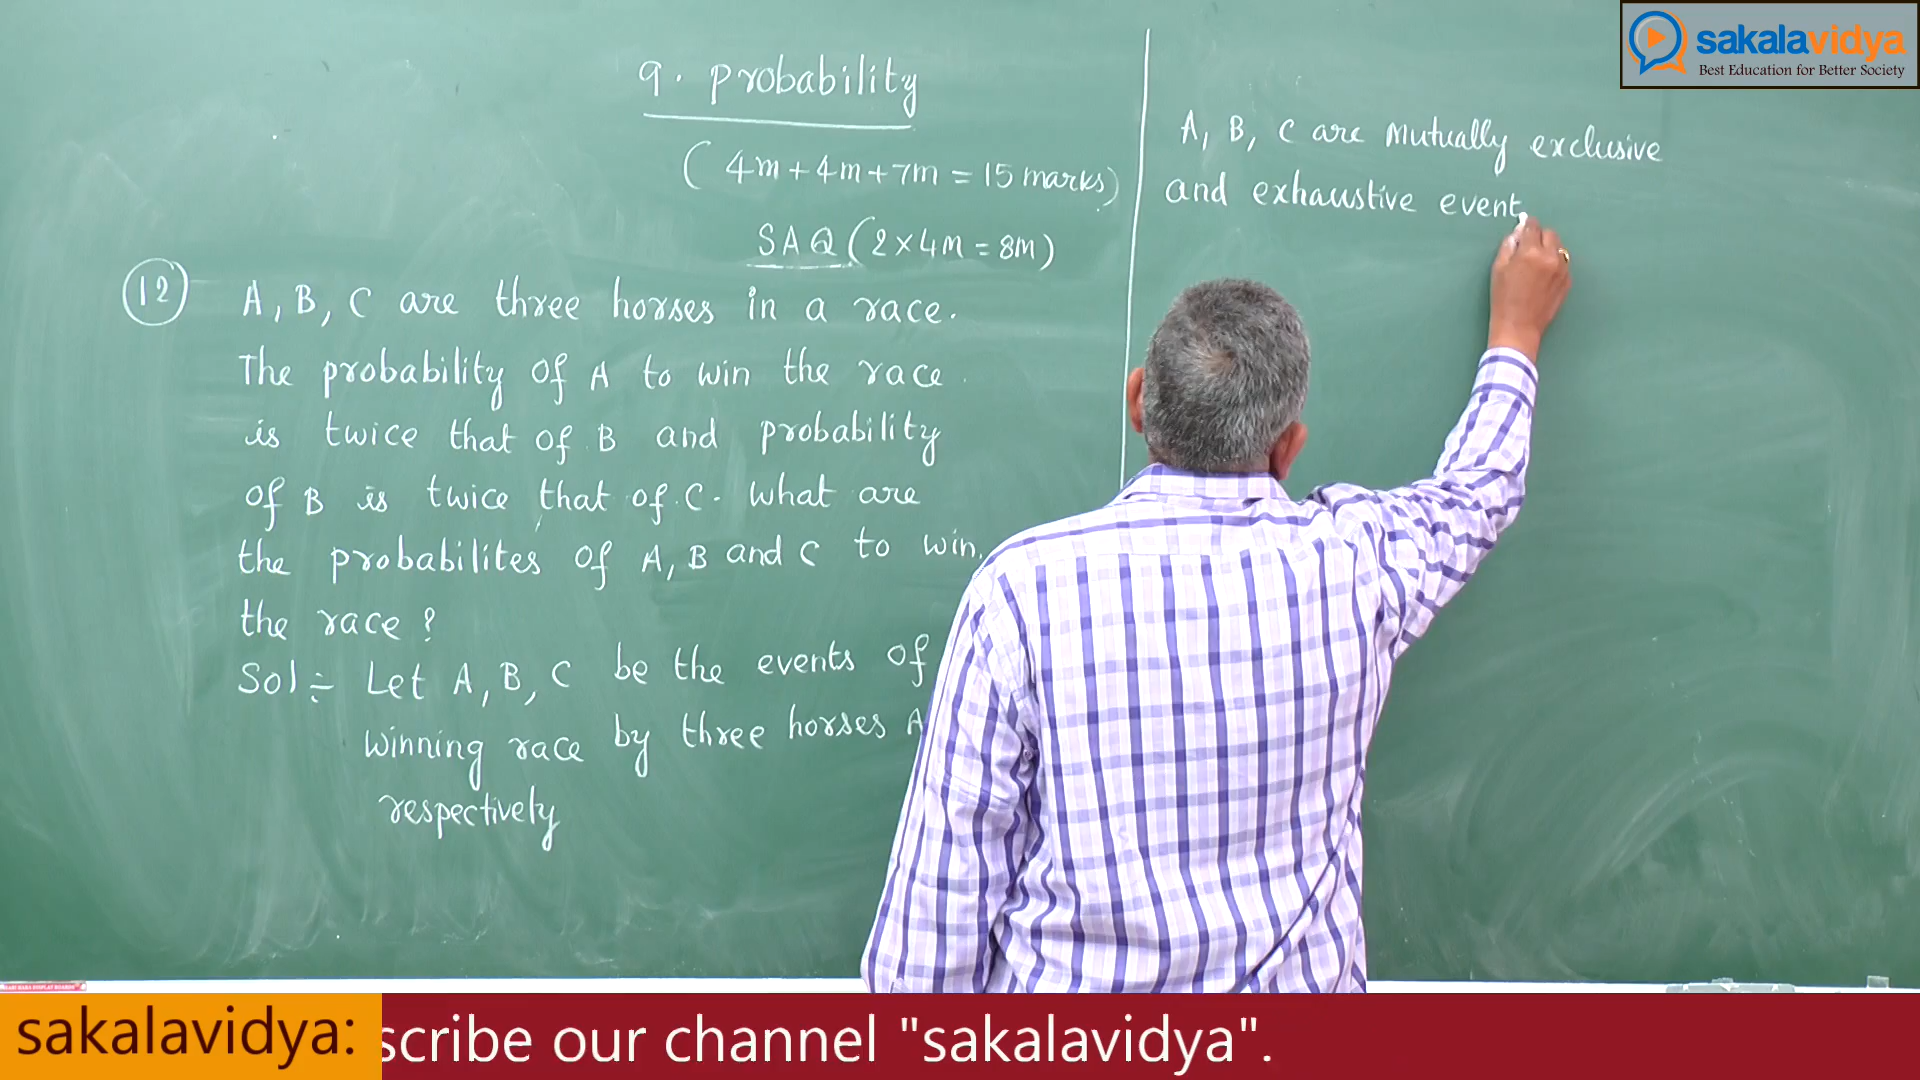 9. probability
(4m+4m+7m = 15 marks)
SAQ (2×4m = 8m)
12 A, B, C are three horses in a race.
The probability of A to win the race
is twice that of B and probability
of B is twice that of C. What are
the probabilites of A, B and C to win.
the race ?
Sol :- Let A, B, C be the events of
winning race by three horses A
respectively
A, B, C are Mutually exclusive
and exhaustive event
sakalavidya
Best Education for Better Society
sakalavidya: scribe our channel "sakalavidya".